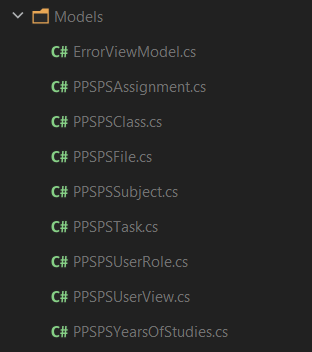 Models
C# ErrorViewModel.cs
C# PPSPSAssignment.cs
C# PPSPSClass.cs
C# PPSPSFile.cs
C# PPSPSSubject.cs
C# PPSPSTask.cs
C# PPSPSUserRole.cs
C# PPSPSUserView.cs
C# PPSPSYearsOfStudies.cs